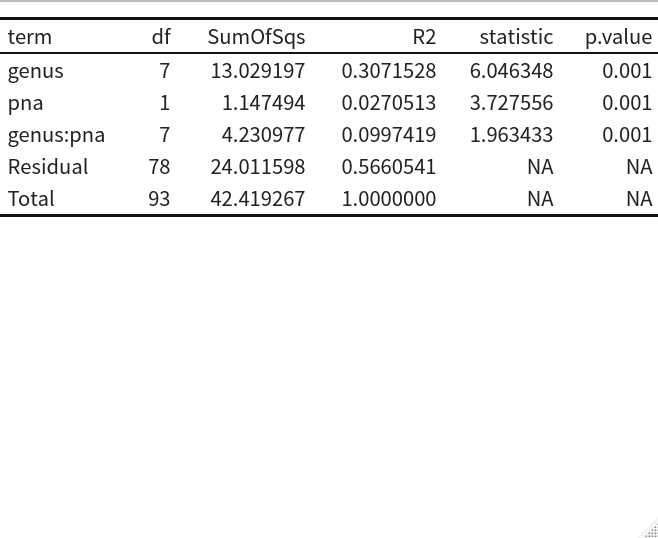 term df SumOfSqs R2 statistic p.value
genus 7 13.029197 0.3071528 6.046348 0.001
pna 1 1.147494 0.0270513 3.727556 0.001
genus:pna 7 4.230977 0.0997419 1.963433 0.001
Residual 78 24.011598 0.5660541 NA NA
Total 93 42.419267 1.0000000 NA NA